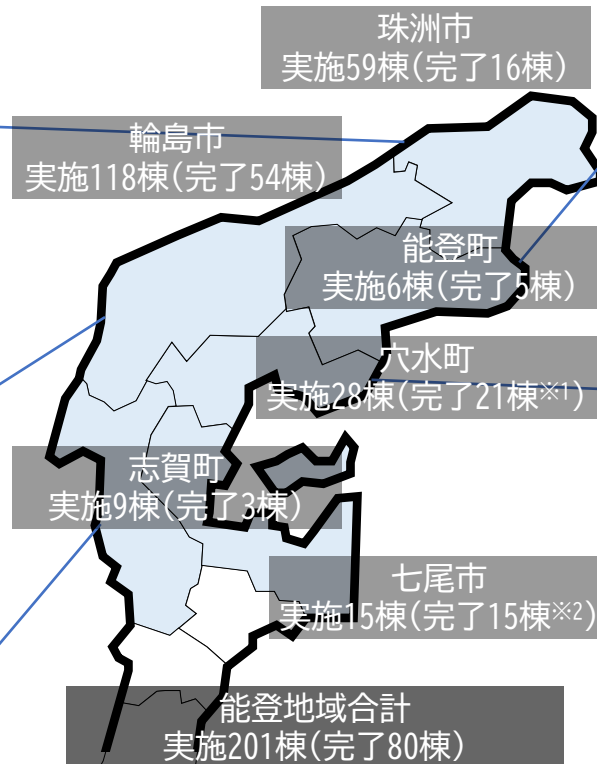 珠洲市
実施59棟(完了16棟)
輪島市
実施118棟(完了54棟)
能登町
実施6棟(完了5棟)
穴水町
実施28棟(完了21棟※1)
志賀町
実施9棟(完了3棟)
七尾市
実施15棟(完了15棟※2)
能登地域合計
実施201棟(完了80棟)